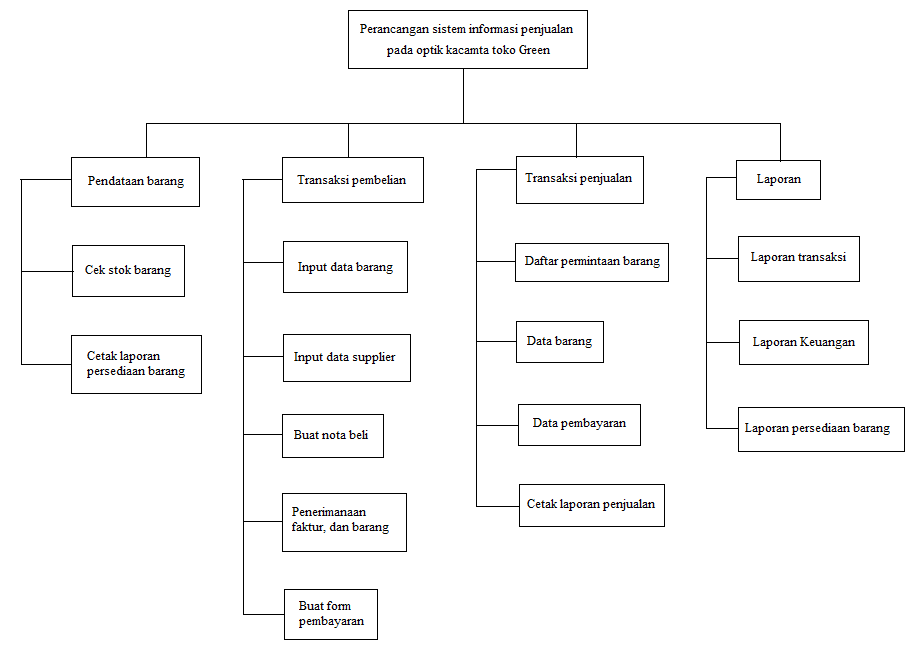 Perancangan sistem informasi penjualan
pada optik kacamta toko Green
Pendataan barang
Cek stok barang
Cetak laporan
persediaan barang
Transaksi pembelian
Input data barang
Input data supplier
Buat nota beli
Penerimanaan
faktur, dan barang
Buat form
pembayaran
Transaksi penjualan
Daftar permintaan barang
Data barang
Data pembayaran
Cetak laporan penjualan
Laporan
Laporan transaksi
Laporan Keuangan
Laporan persediaan barang